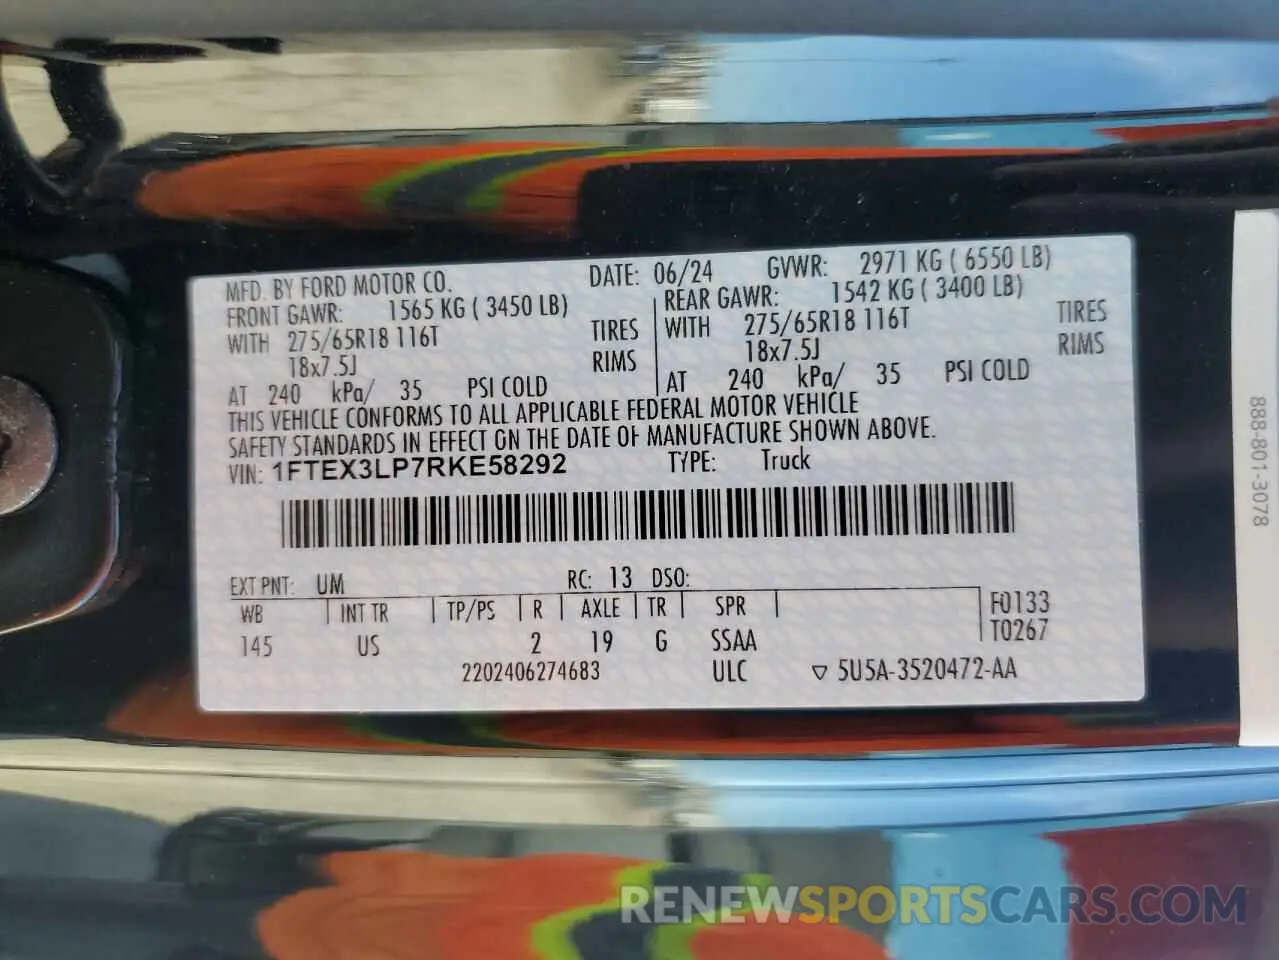 MFD. BY FORD MOTOR CO. DATE: 06/24 GVWR: 2971 KG ( 6550 LB)
FRONT GAWR: 1565 KG ( 3450 LB) REAR GAWR: 1542 KG ( 3400 LB)
WITH 275/65R18 116T TIRES WITH 275/65R18 116T TIRES
18x7.5J RIMS 18x7.5J RIMS
AT 240 kPa/ 35 PSI COLD AT 240 kPa/ 35 PSI COLD
THIS VEHICLE CONFORMS TO ALL APPLICABLE FEDERAL MOTOR VEHICLE
SAFETY STANDARDS IN EFFECT ON THE DATE OF MANUFACTURE SHOWN ABOVE.
VIN: 1FTEX3LP7RKE58292 TYPE: Truck
EXT PNT: UM RC: 13 DSO:
WB INT TR TP/PS R AXLE TR SPR F0133
145 US 2 19 G SSAA T0267
2202406274683 ULC 5U5A-3520472-AA
888-801-3078
RENEWSPORTSCARS.COM